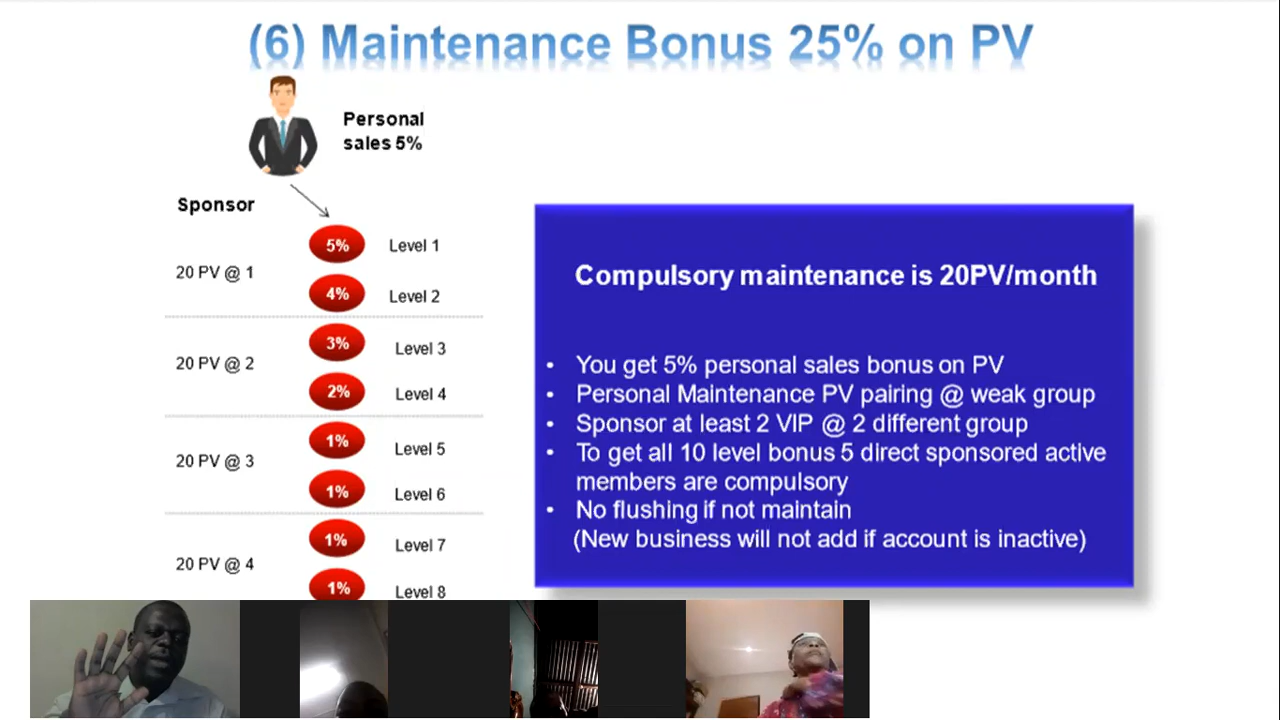 (6) Maintenance Bonus 25% on PV
Personal
sales 5%
Sponsor
5% Level 1
20 PV @ 1
4% Level 2
3% Level 3
20 PV @ 2
2% Level 4
1% Level 5
20 PV @ 3
1% Level 6
1% Level 7
20 PV @ 4
1% Level 8
Compulsory maintenance is 20PV/month
• You get 5% personal sales bonus on PV
• Personal Maintenance PV pairing @ weak group
• Sponsor at least 2 VIP @ 2 different group
• To get all 10 level bonus 5 direct sponsored active
members are compulsory
• No flushing if not maintain
(New business will not add if account is inactive)